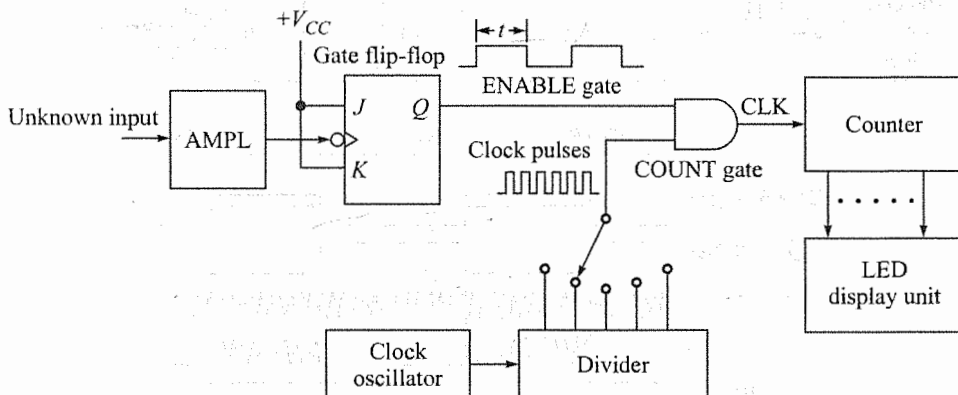 +VCC
Gate flip-flop
t
ENABLE gate
Unknown input
AMPL
J
Q
K
CLK
Counter
Clock pulses
COUNT gate
LED
display unit
Clock
oscillator
Divider